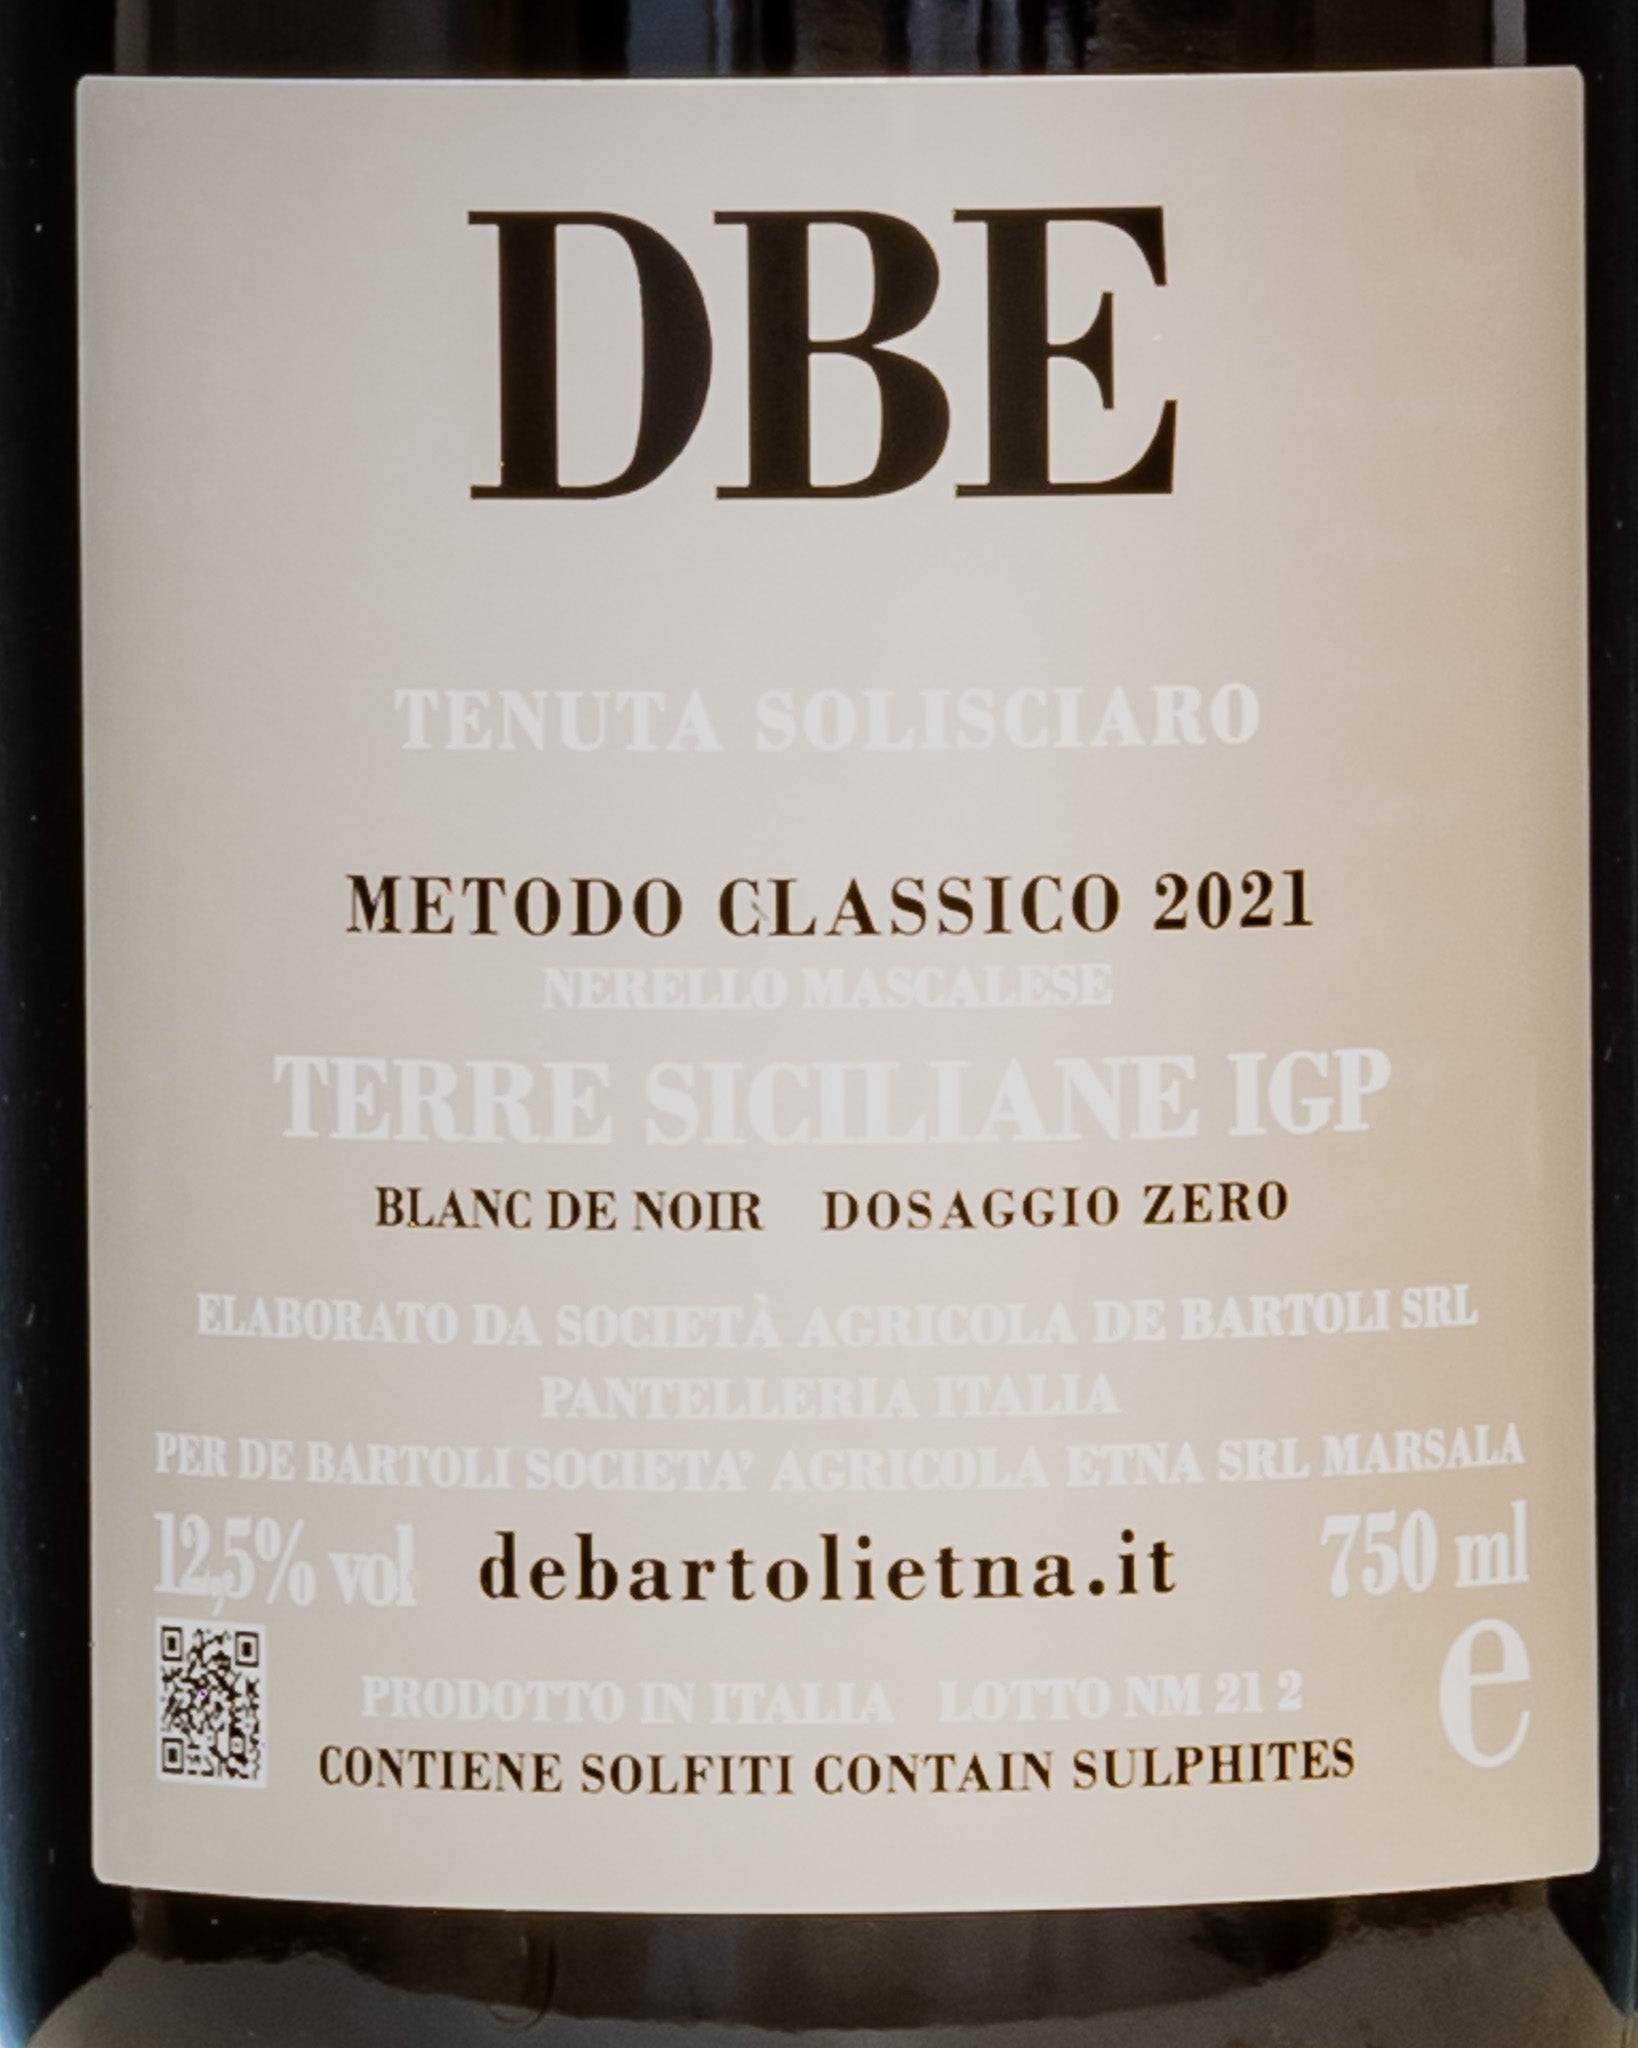 DBE
TENUTA SOLISCIARO
METODO CLASSICO 2021
NERELLO MASCALESE
TERRE SICILIANE IGP
BLANC DE NOIR DOSAGGIO ZERO
ELABORATO DA SOCIETÀ AGRICOLA DE BARTOLI SRL
PANTELLERIA ITALIA
PER DE BARTOLI SOCIETA' AGRICOLA ETNA SRL MARSALA
12,5% vol debartolietna.it 750 ml
e
PRODOTTO IN ITALIA LOTTO NM 21 2
CONTIENE SOLFITI CONTAIN SULPHITES